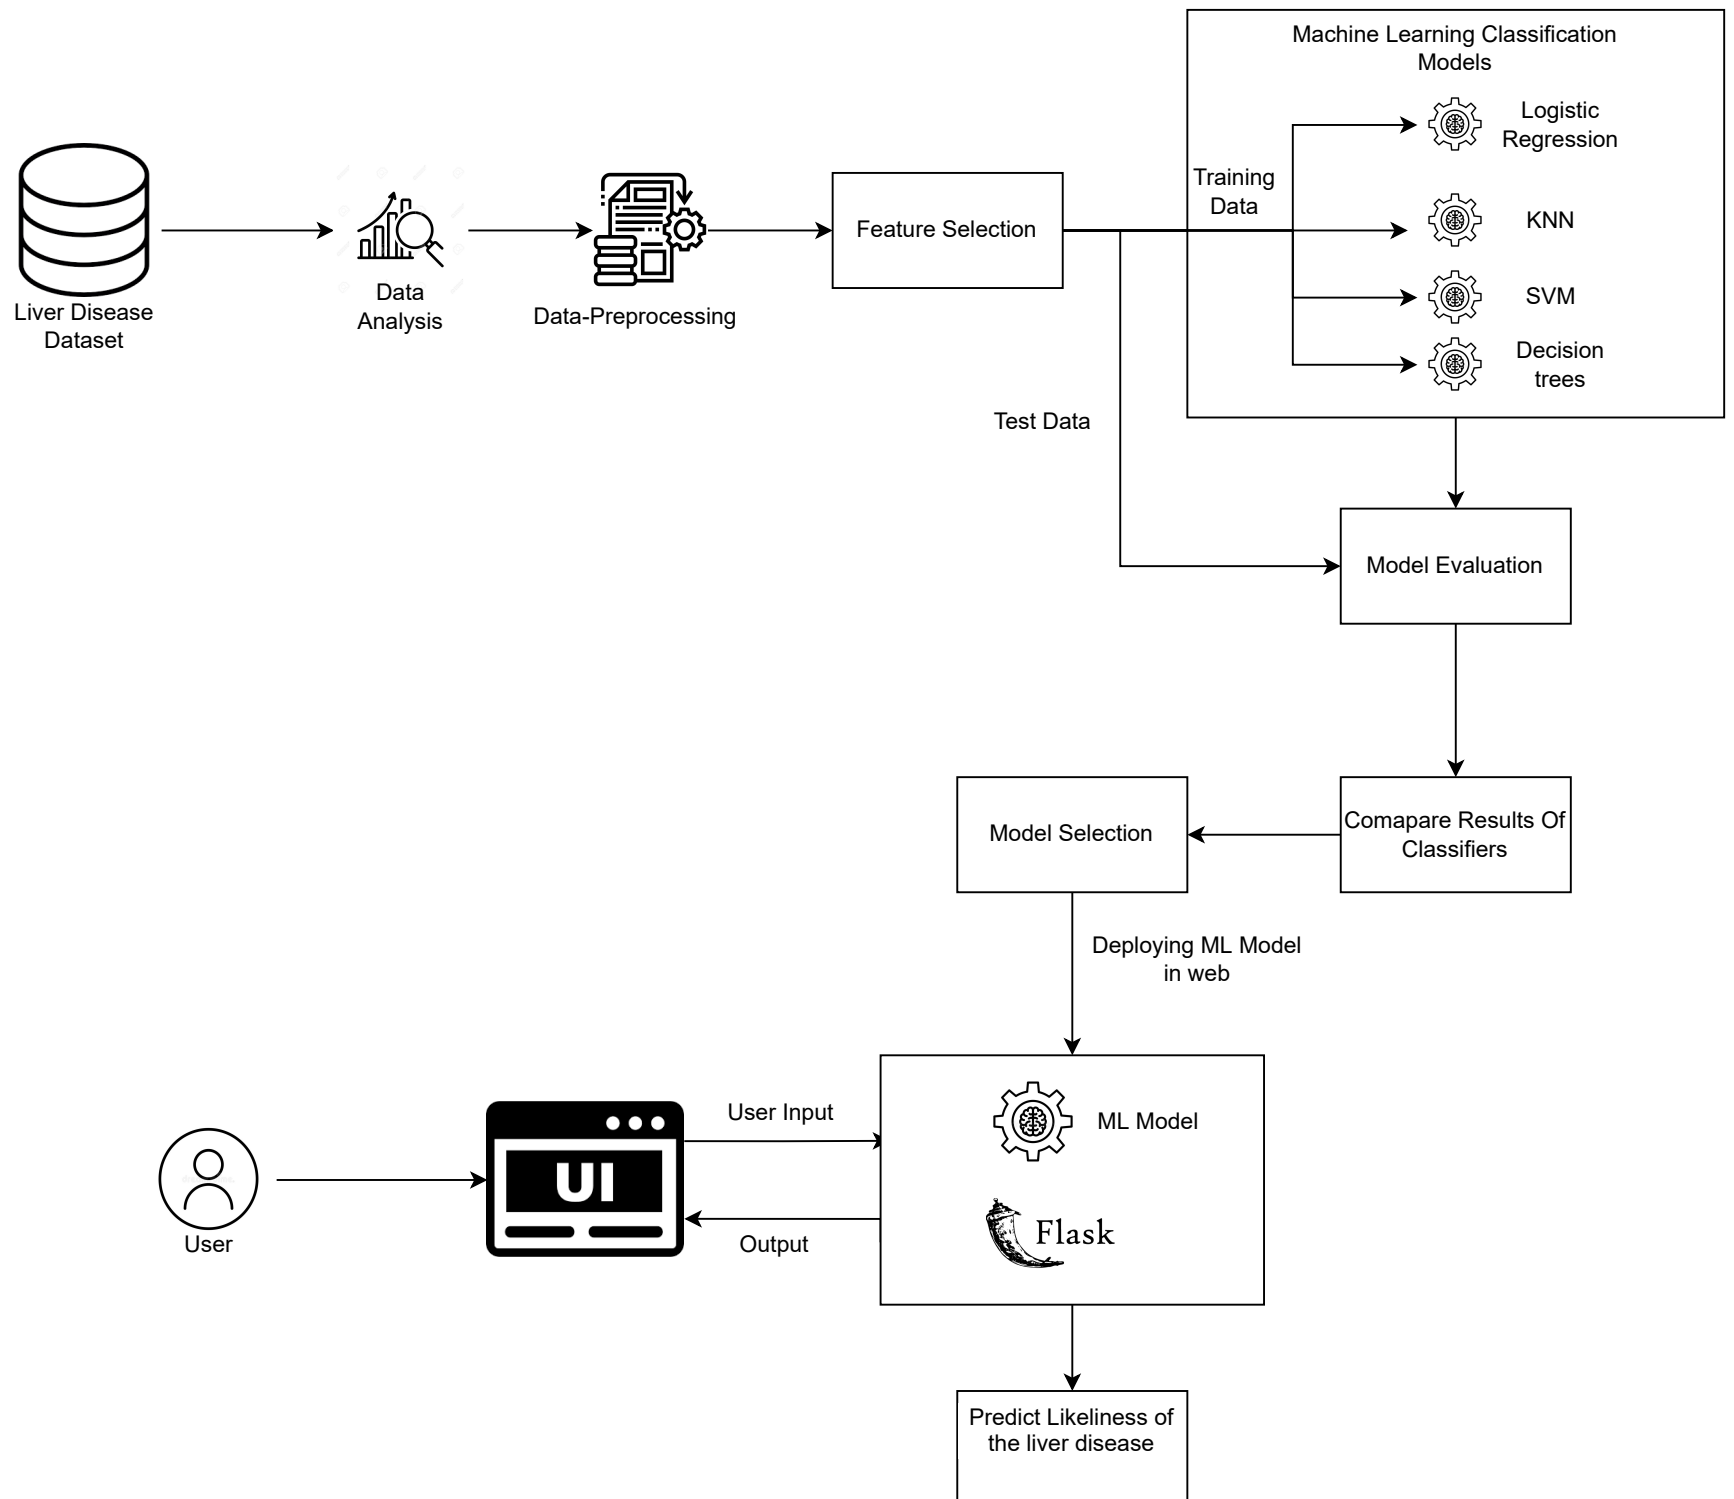 Machine Learning Classification
Models
Logistic
Regression
Training
Data
KNN
Feature Selection
SVM
Liver Disease
Dataset
Data
Analysis
Data-Preprocessing
Decision
trees
Test Data
Model Evaluation
Model Selection
Comapare Results Of
Classifiers
Deploying ML Model
in web
User Input
ML Model
UI
User
Output
Flask
Predict Likeliness of
the liver disease